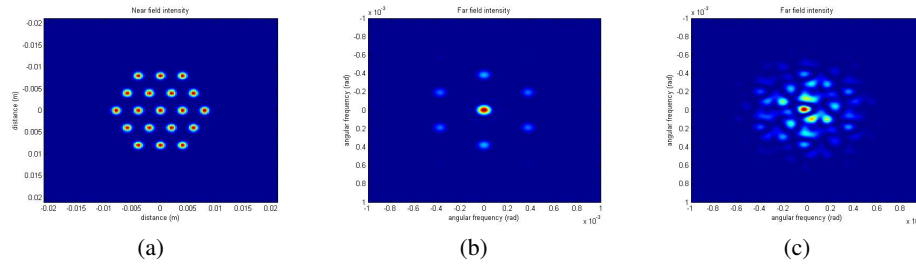 Near field intensity
-0.02
-0.015
-0.01
-0.005
0
0.005
0.01
0.015
0.02
distance (m)
-0.02 -0.015 -0.01 -0.005 0 0.005 0.01 0.015 0.02
distance (m)
(a)
x 10⁻³
Far field intensity
-1
-0.8
-0.6
-0.4
-0.2
0
0.2
0.4
0.6
0.8
1
angular frequency (rad)
-1 -0.8 -0.6 -0.4 -0.2 0 0.2 0.4 0.6 0.8 1
angular frequency (rad)
x 10⁻³
(b)
x 10⁻³
Far field intensity
-1
-0.8
-0.6
-0.4
-0.2
0
0.2
0.4
0.6
0.8
1
angular frequency (rad)
-1 -0.8 -0.6 -0.4 -0.2 0 0.2 0.4 0.6 0.8
angular frequency (rad)
x 10
(c)